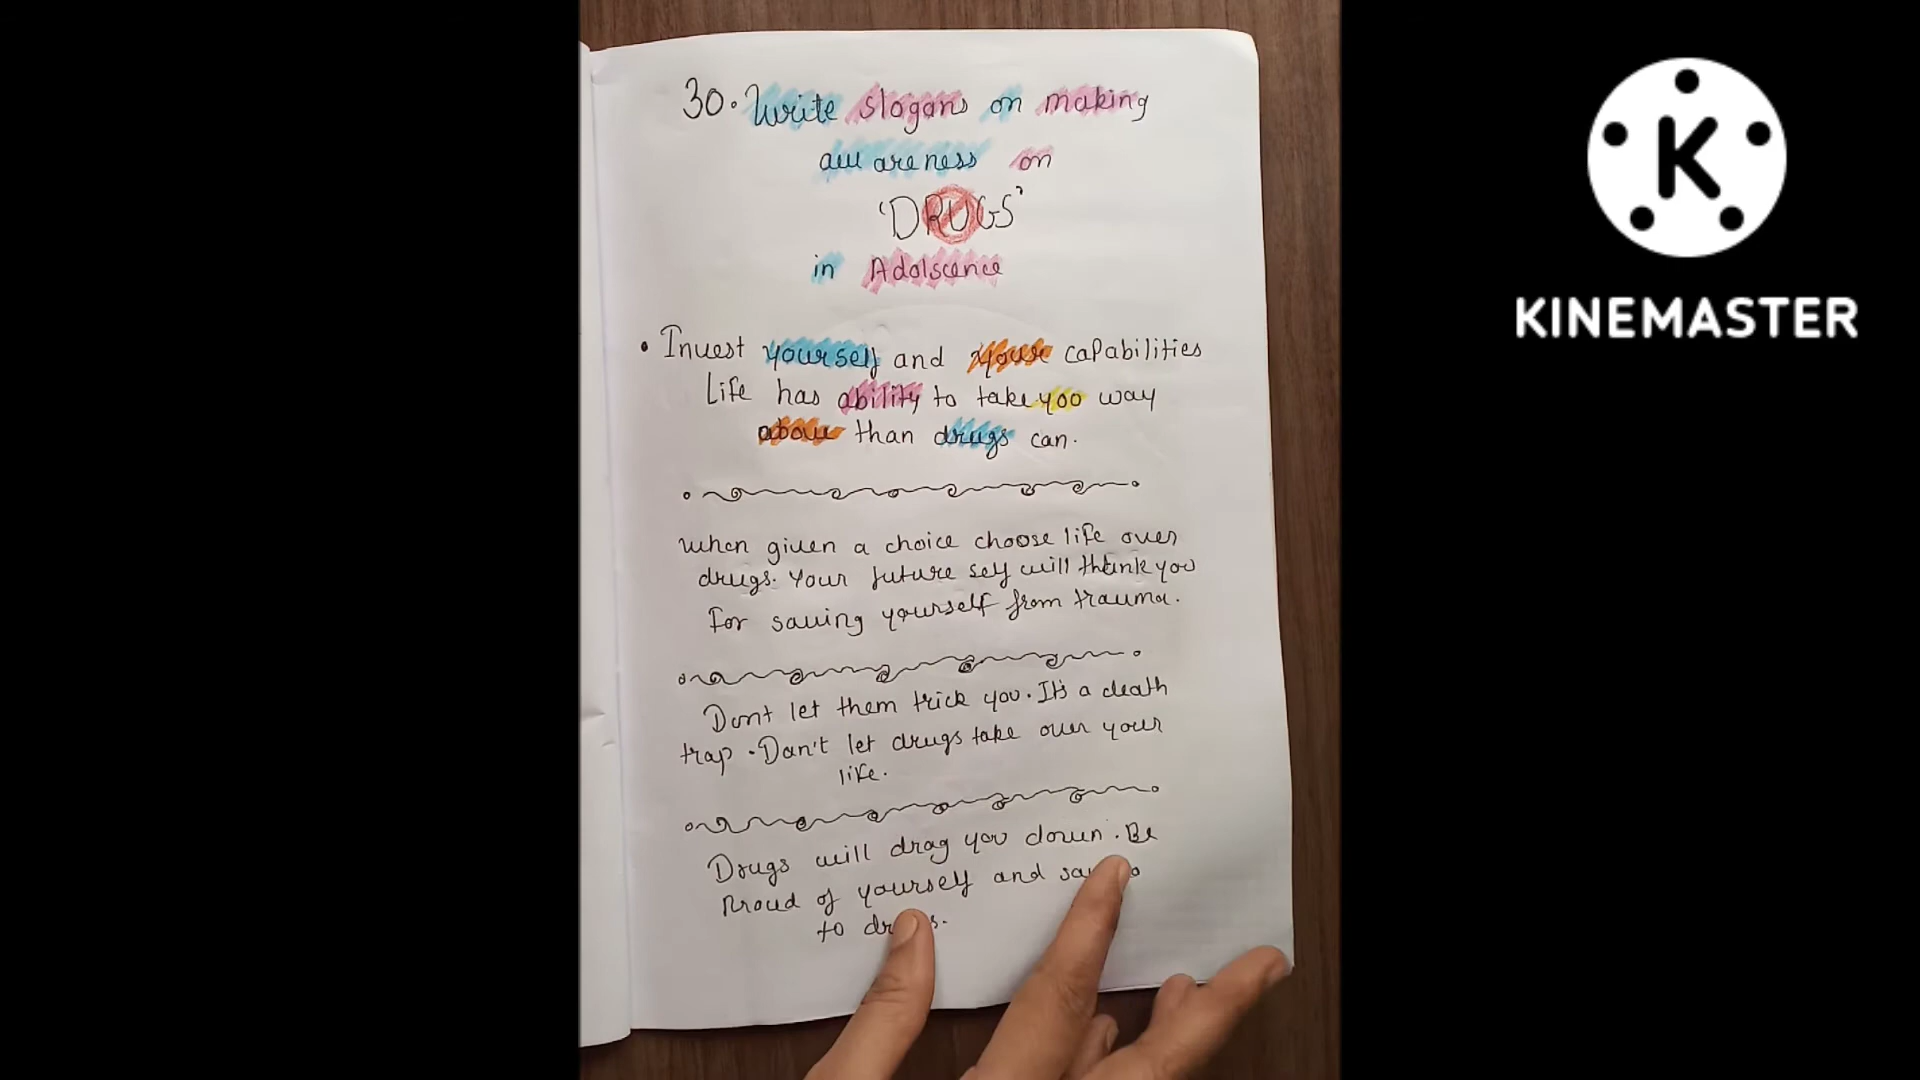 30. Write slogans on making
awareness on
'DRUGS'
in Adolscence
• Invest yourself and your capabilities
Life has ability to take you way
above than drugs can.
When given a choice choose life over
drugs. Your future self will thank you
For saving yourself from trauma.
Dont let them trick you. It's a death
trap. Don't let drugs take over your
life.
Drugs will drag you down. Be
Proud of yourself and say
to drugs.
K
KINEMASTER